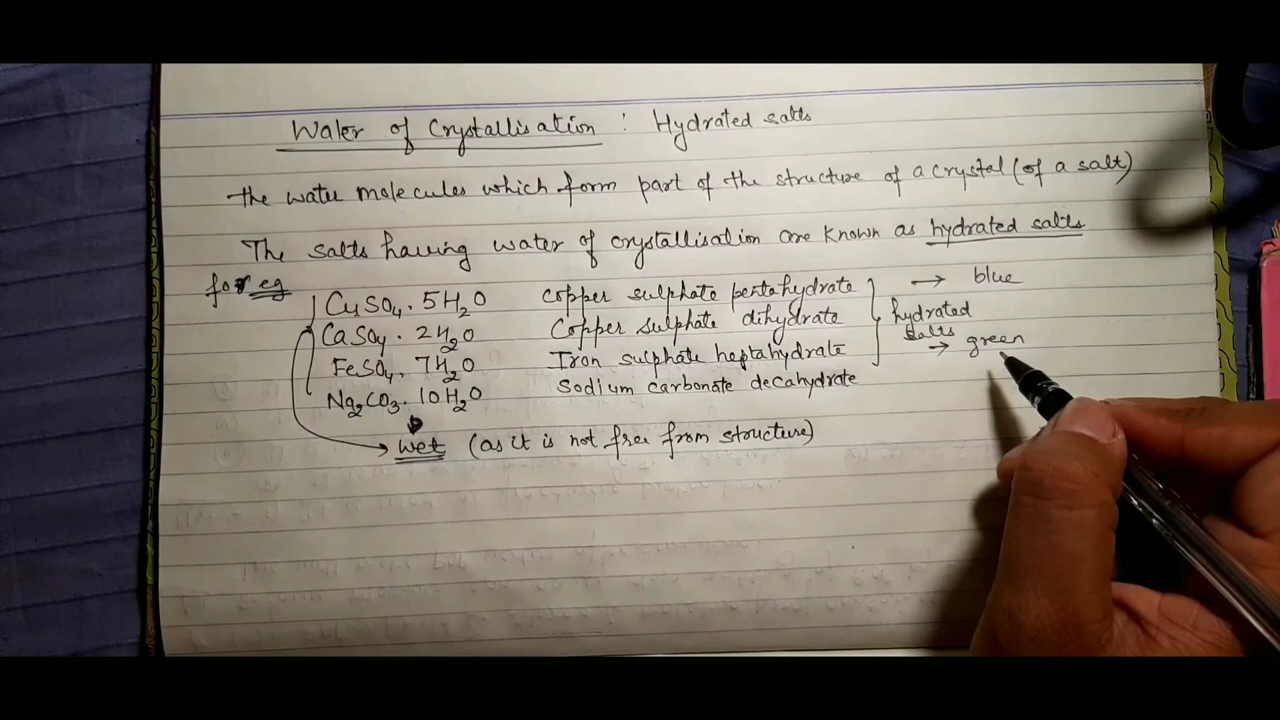 Water of Crystallisation : Hydrated salts
The water molecules which form part of the structure of a crystal (of a salt)
The salts having water of crystallisation are known as hydrated salts
for eg
CuSO4 . 5H2O Copper sulphate pentahydrate → blue
CaSO4 . 2H2O Copper sulphate dihydrate hydrated salts
FeSO4 . 7H2O Iron sulphate heptahydrate → green
Na2CO3 . 10H2O Sodium carbonate decahydrate
→ wet (as it is not free from structure)